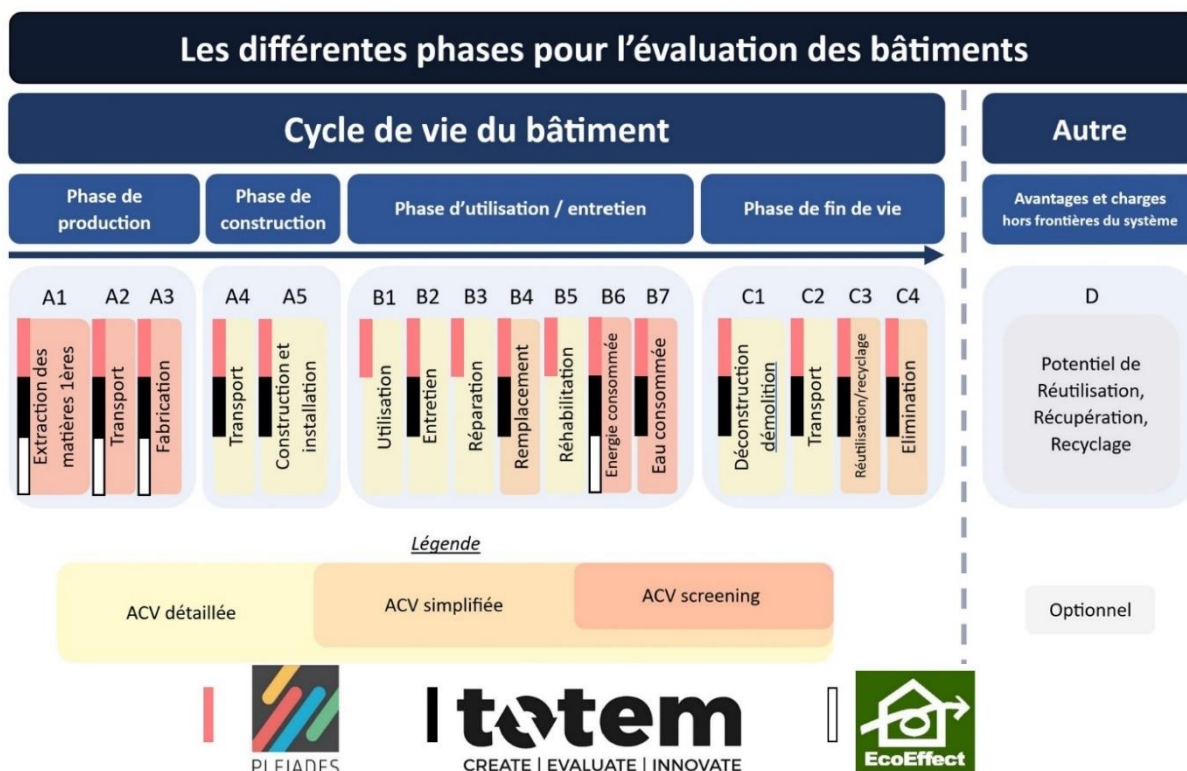 Les différentes phases pour l'évaluation des bâtiments
Cycle de vie du bâtiment
Autre
Phase de
production
Phase de
construction
Phase d'utilisation / entretien
Phase de fin de vie
Avantages et charges
hors frontières du système
A1
A2
A3
A4
A5
B1
B2
B3
B4
B5
B6
B7
C1
C2
C3
C4
D
Extraction des
matières 1ères
Transport
Fabrication
Transport
Construction et
installation
Utilisation
Entretien
Réparation
Remplacement
Réhabilitation
Energie consommée
Eau consommée
Déconstruction
démolition
Transport
Réutilisation/recyclage
Elimination
Potentiel de
Réutilisation,
Récupération,
Recyclage
Légende
ACV détaillée
ACV simplifiée
ACV screening
Optionnel
PLEIADES
totem
CREATE | EVALUATE | INNOVATE
EcoEffect